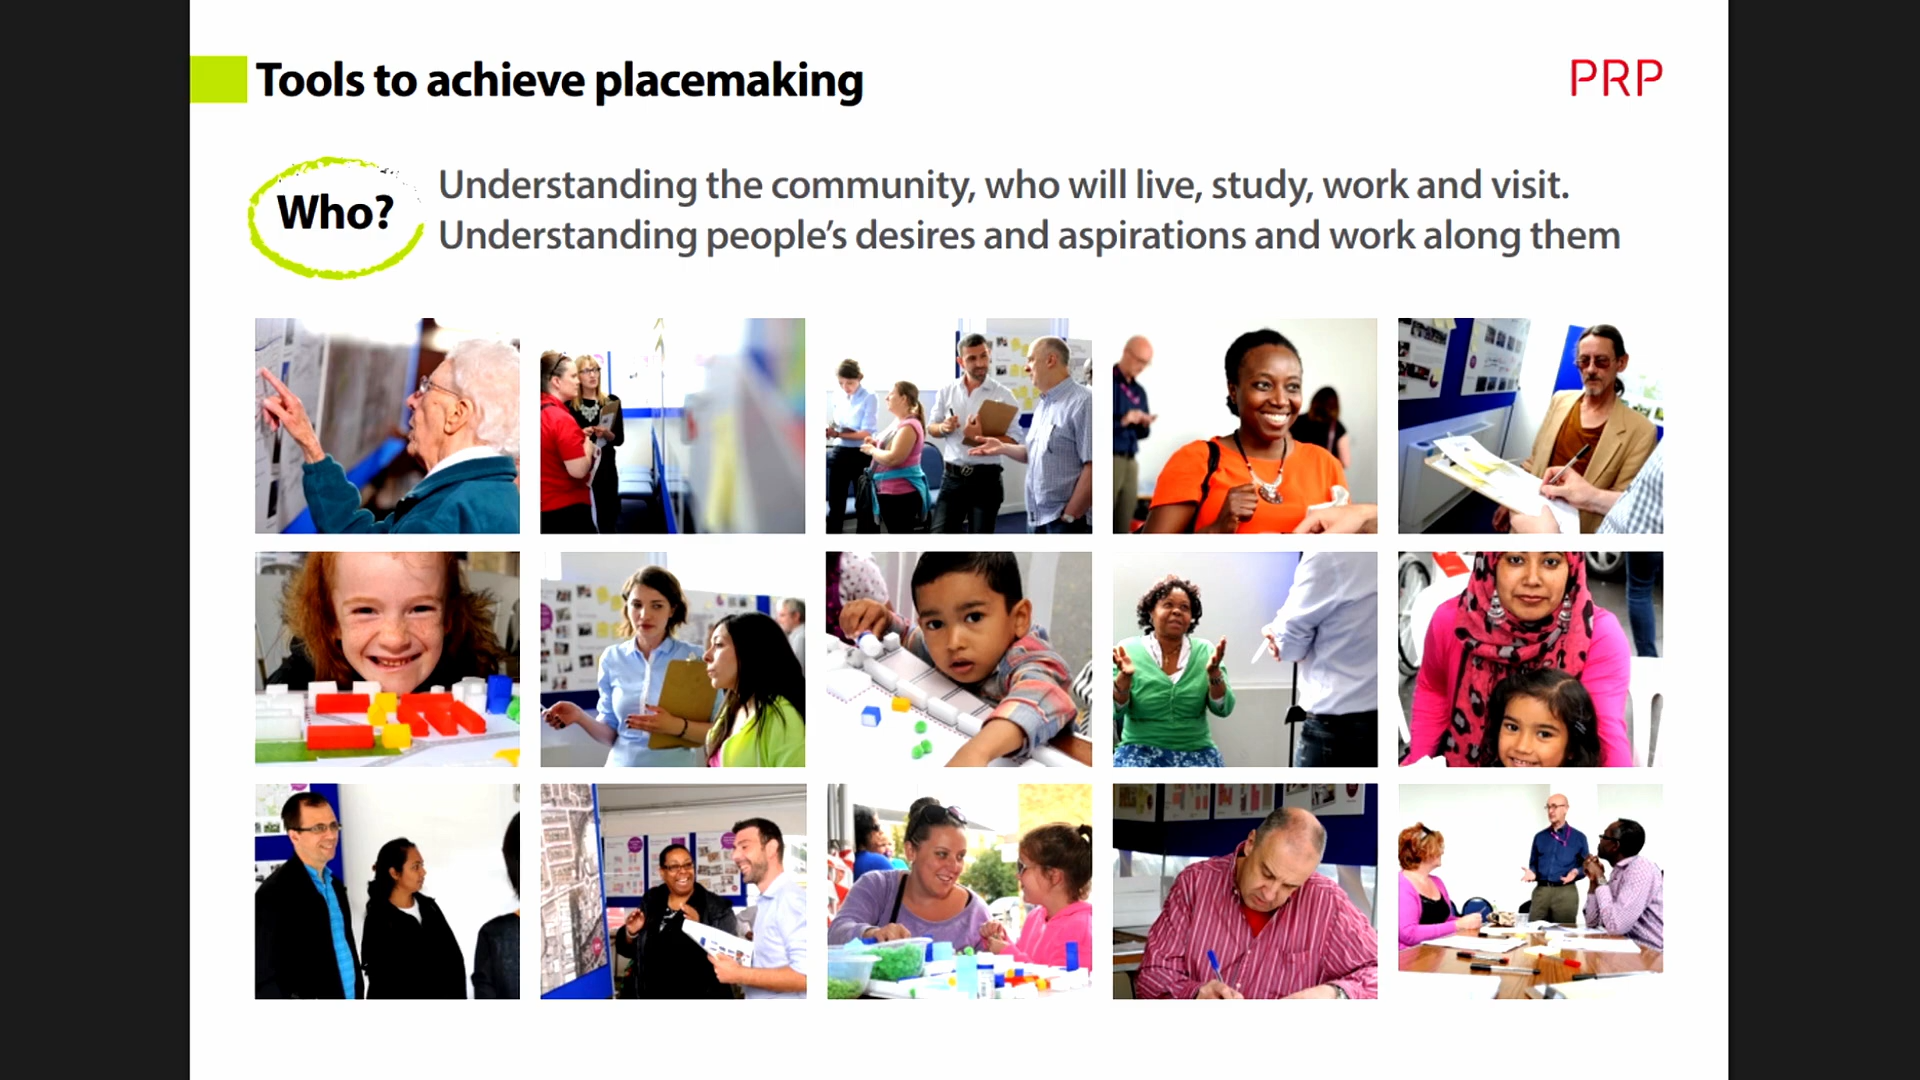 Tools to achieve placemaking
PRP
Who?
Understanding the community, who will live, study, work and visit.
Understanding people's desires and aspirations and work along them